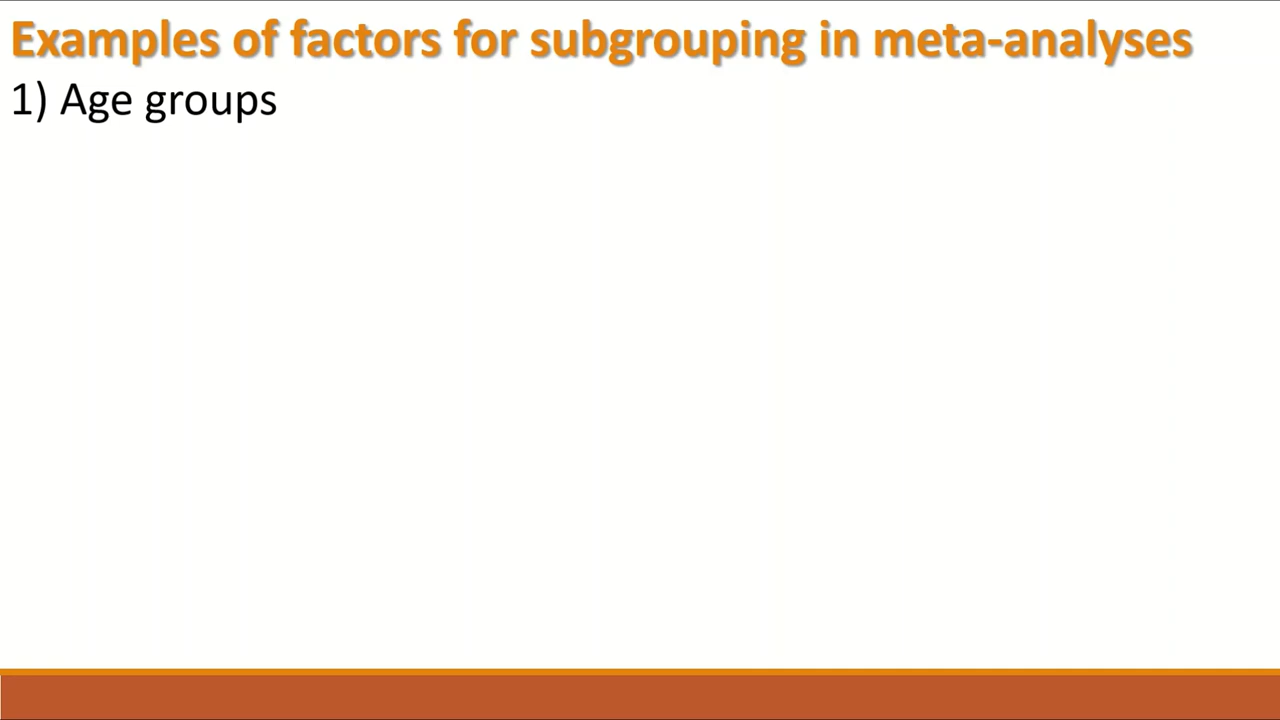 Examples of factors for subgrouping in meta-analyses
1) Age groups